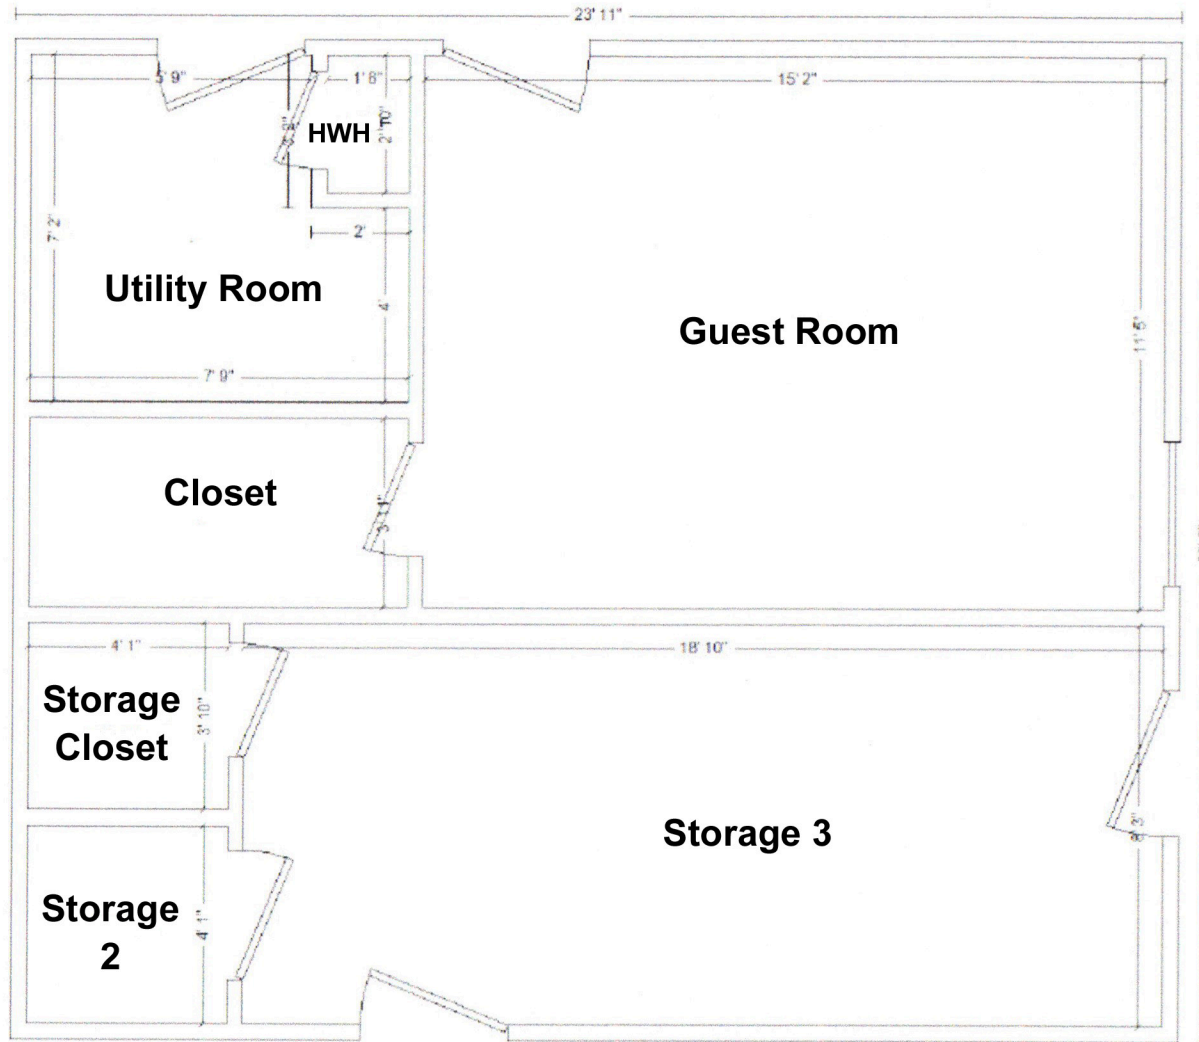 23' 11"
5' 9"
1' 8"
15' 2"
HWH
2' 10"
7' 2"
2'
Utility Room
4'
Guest Room
11' 5"
7' 9"
Closet
3' 11"
4' 1"
18' 10"
Storage
Closet
3' 10"
Storage 3
8' 3"
Storage
2
4' 1"